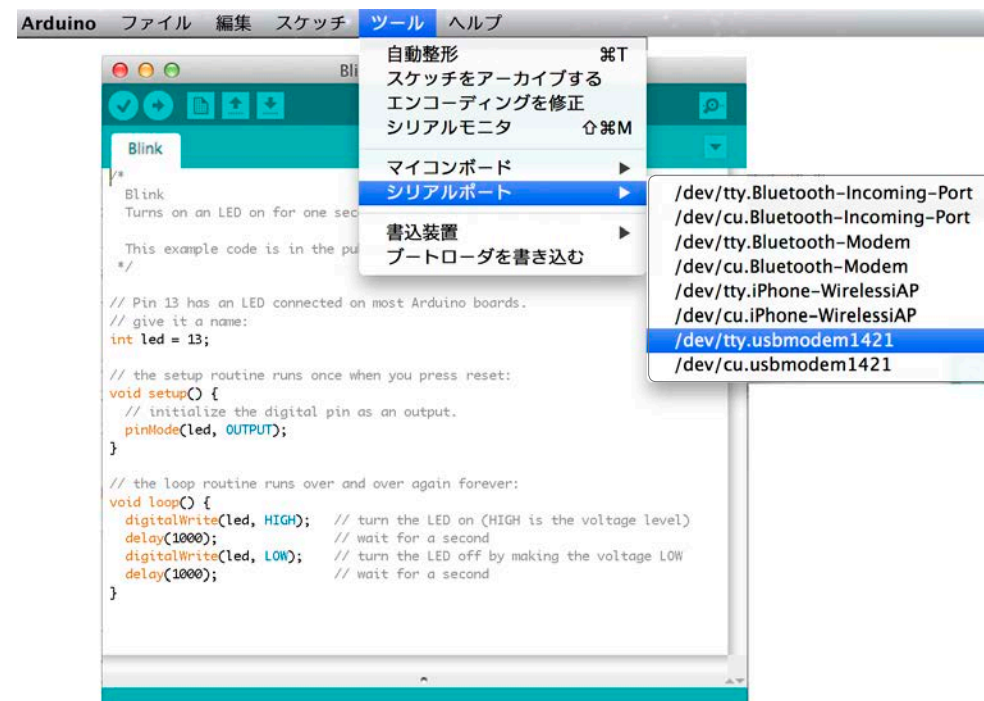 Arduino ファイル 編集 スケッチ ツール ヘルプ
Bli
自動整形 ⌘T
スケッチをアーカイブする
エンコーディングを修正
シリアルモニタ ⇧⌘M
マイコンボード ▶
シリアルポート ▶
書込装置 ▶
ブートローダを書き込む
/dev/tty.Bluetooth-Incoming-Port
/dev/cu.Bluetooth-Incoming-Port
/dev/tty.Bluetooth-Modem
/dev/cu.Bluetooth-Modem
/dev/tty.iPhone-WirelessiAP
/dev/cu.iPhone-WirelessiAP
/dev/tty.usbmodem1421
/dev/cu.usbmodem1421
Blink
/*
Blink
Turns on an LED on for one sec
This example code is in the pu
*/
// Pin 13 has an LED connected on most Arduino boards.
// give it a name:
int led = 13;
// the setup routine runs once when you press reset:
void setup() {
// initialize the digital pin as an output.
pinMode(led, OUTPUT);
}
// the loop routine runs over and over again forever:
void loop() {
digitalWrite(led, HIGH); // turn the LED on (HIGH is the voltage level)
delay(1000); // wait for a second
digitalWrite(led, LOW); // turn the LED off by making the voltage LOW
delay(1000); // wait for a second
}